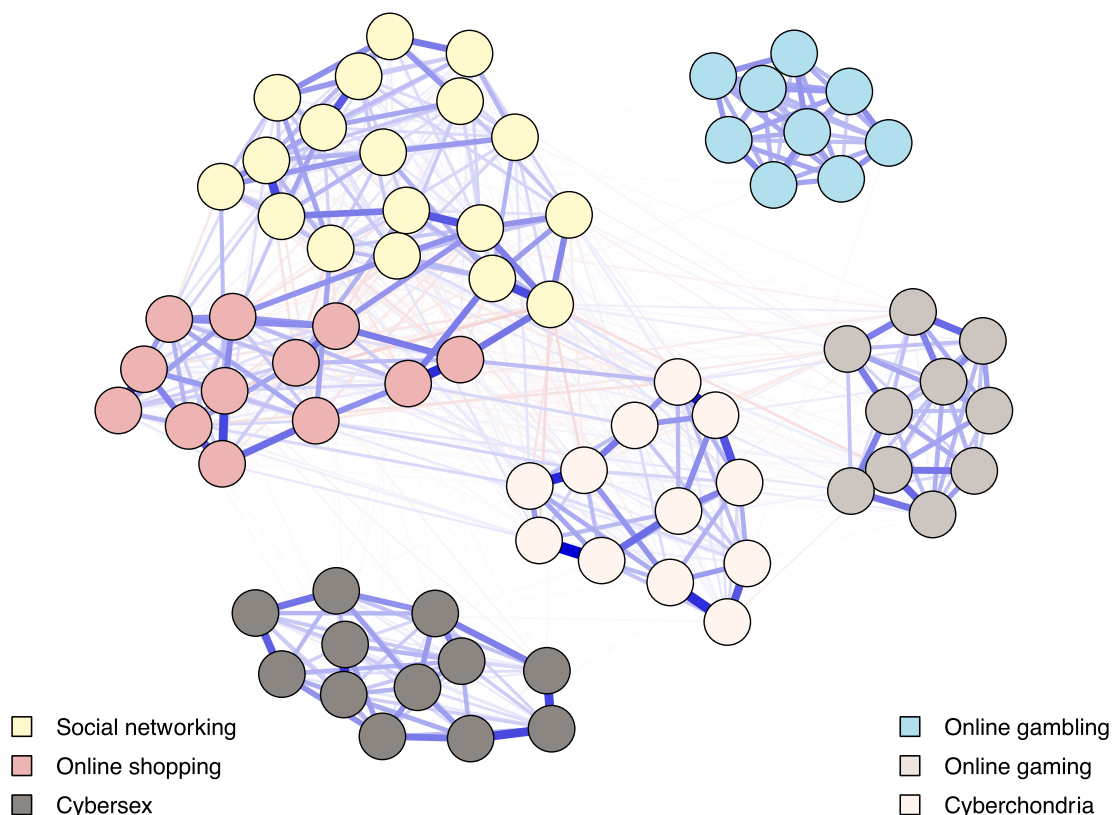 Social networking
Online shopping
Cybersex
Online gambling
Online gaming
Cyberchondria